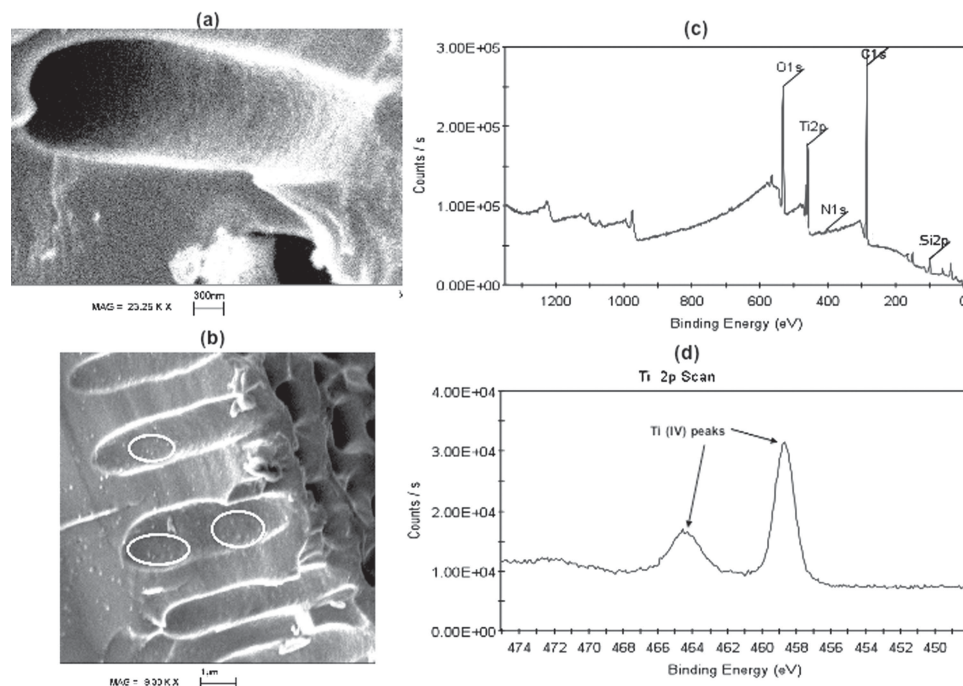 (a)
MAG = 23.25 K X
300nm
(b)
MAG = 9.30 K X
1µm
(c)
3.00E+05
2.00E+05
1.00E+05
0.00E+00
Counts / s
O1s
Ti2p
N1s
C1s
Si2p
1200 1000 800 600 400 200 0
Binding Energy (eV)
(d)
Ti 2p Scan
4.00E+04
3.00E+04
2.00E+04
1.00E+04
0.00E+00
Counts / s
Ti (IV) peaks
474 472 470 468 466 464 462 460 458 456 454 452 450
Binding Energy (eV)